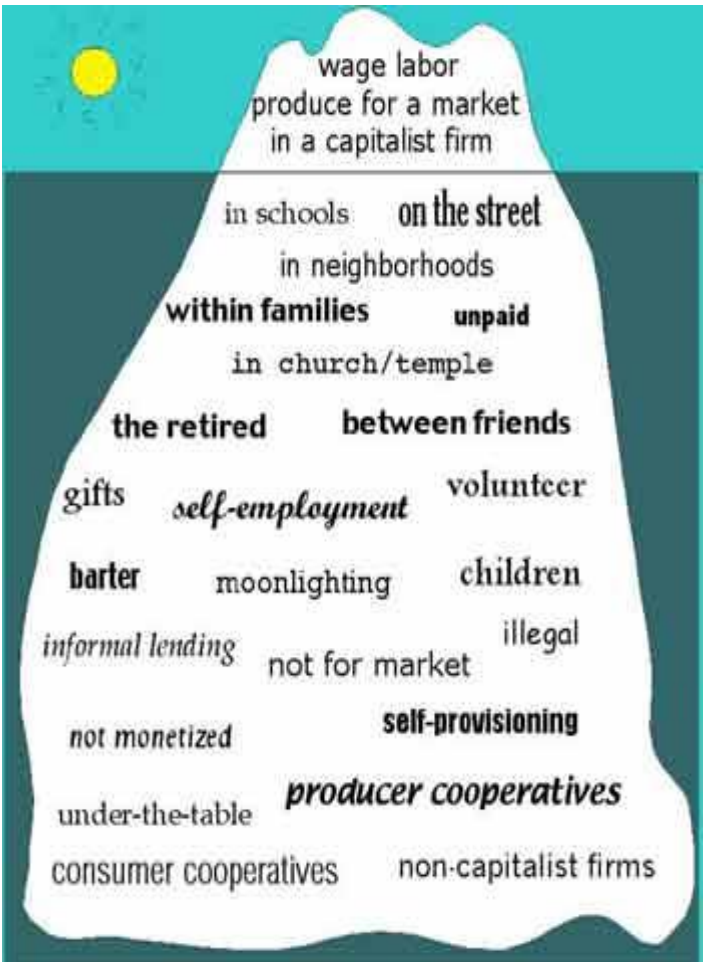 wage labor
produce for a market
in a capitalist firm
in schools
on the street
in neighborhoods
within families
unpaid
in church/temple
the retired
between friends
gifts
self-employment
volunteer
barter
moonlighting
children
informal lending
not for market
illegal
not monetized
self-provisioning
under-the-table
producer cooperatives
consumer cooperatives
non-capitalist firms